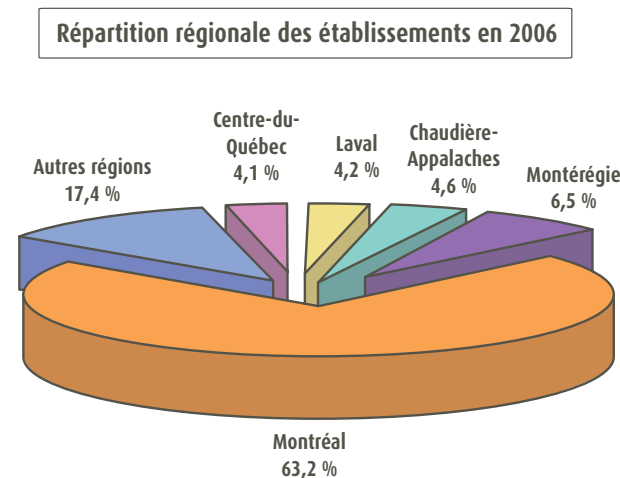 Répartition régionale des établissements en 2006
Autres régions
17,4 %
Centre-du-
Québec
4,1 %
Laval
4,2 %
Chaudière-
Appalaches
4,6 %
Montérégie
6,5 %
Montréal
63,2 %